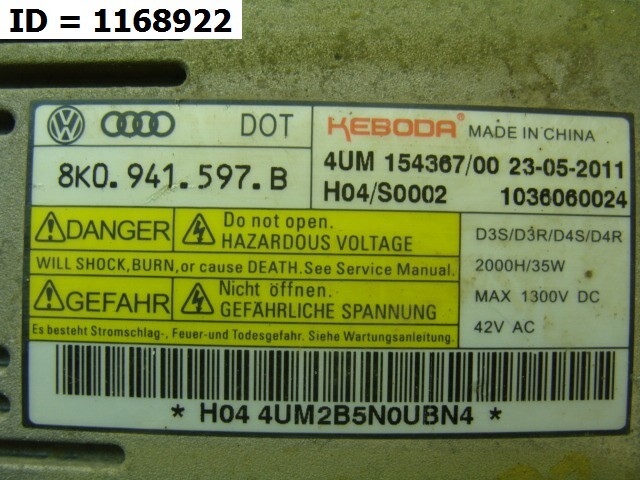 ID = 1168922
DOT
8K0.941.597.B
KEBODA® MADE IN CHINA
4UM 154367/00 23-05-2011
H04/S0002 1036060024
DANGER
Do not open.
HAZARDOUS VOLTAGE
WILL SHOCK,BURN,or cause DEATH.See Service Manual.
GEFAHR
Nicht öffnen.
GEFÄHRLICHE SPANNUNG
Es besteht Stromschlag-, Feuer-und Todesgefahr. Siehe Wartungsanleitung.
D3S/D3R/D4S/D4R
2000H/35W
MAX 1300V DC
42V AC
* H04 4UM2B5N0UBN4 *